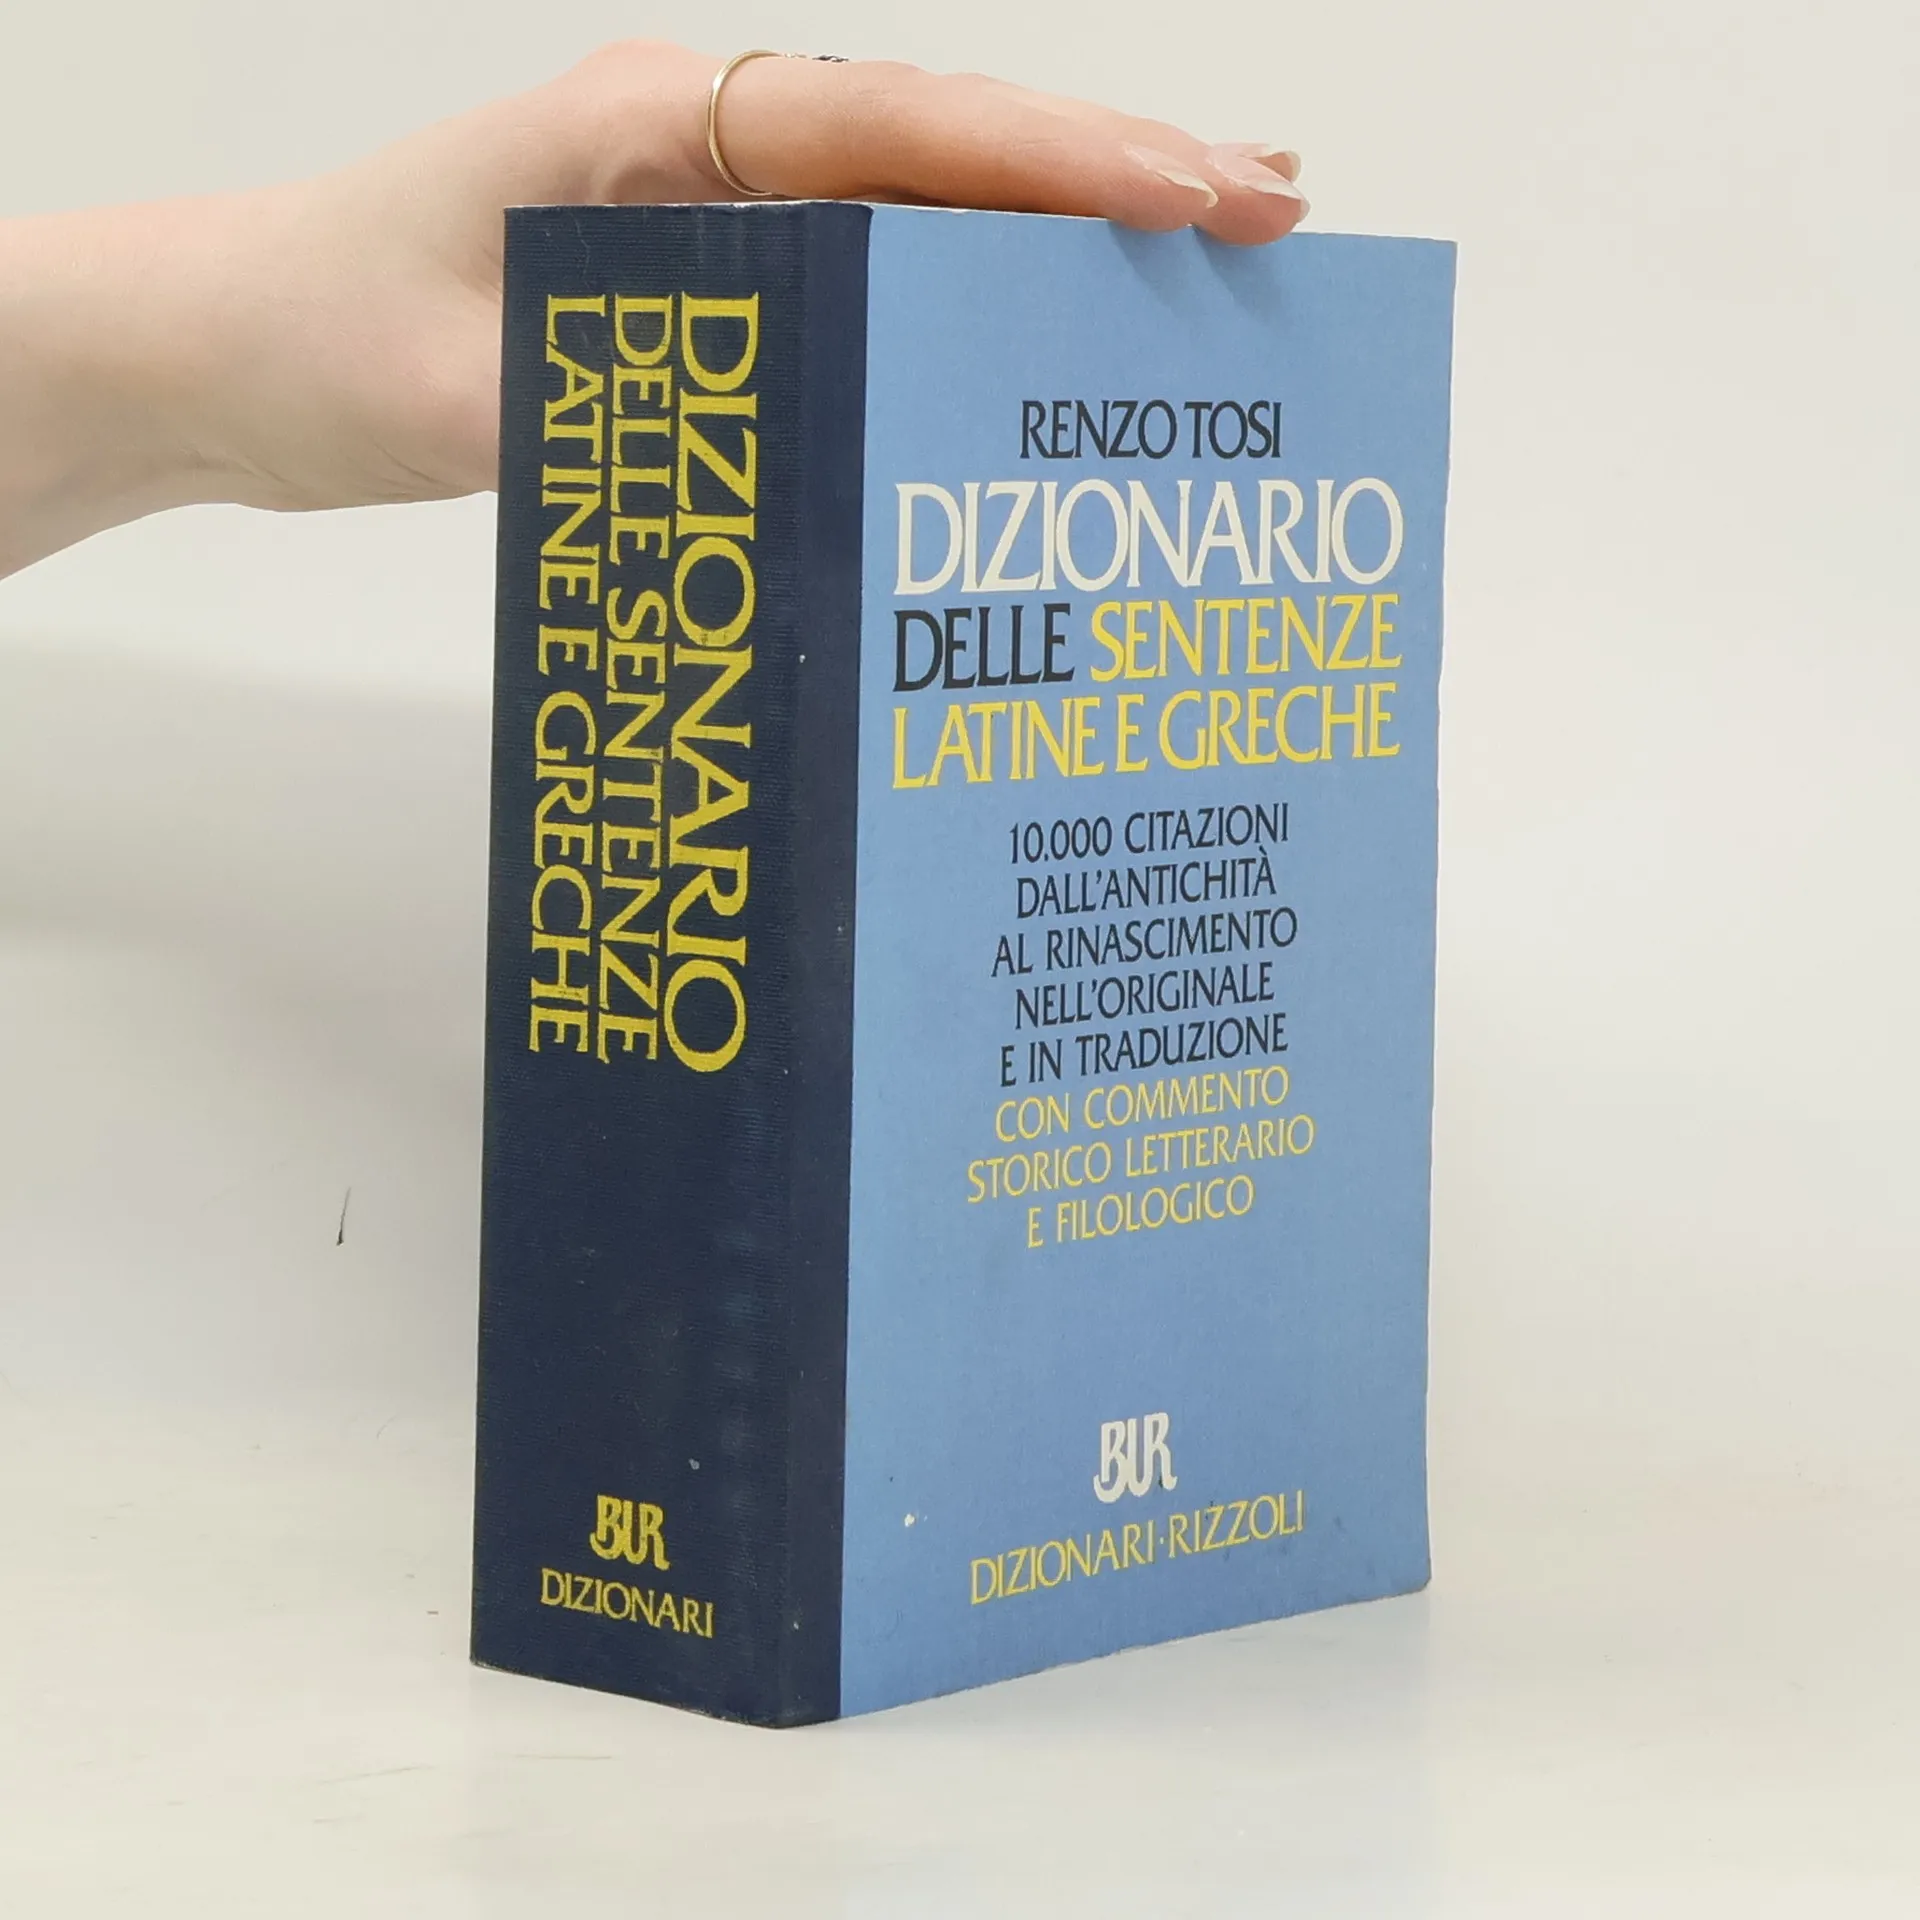 DIZIONARIO
DELLE SENTENZE
LATINE E GRECHE
BUR
DIZIONARI
RENZO TOSI
DIZIONARIO
DELLE SENTENZE
LATINE E GRECHE
10.000 CITAZIONI
DALL'ANTICHITÀ
AL RINASCIMENTO
NELL'ORIGINALE
E IN TRADUZIONE
CON COMMENTO
STORICO LETTERARIO
E FILOLOGICO
BUR
DIZIONARI·RIZZOLI